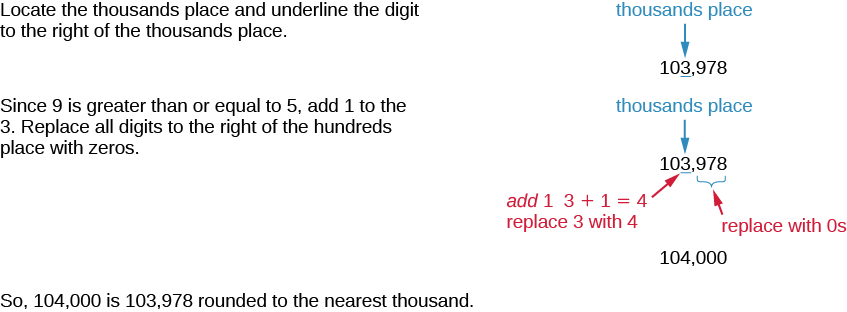 Locate the thousands place and underline the digit
to the right of the thousands place.
thousands place
103,978
Since 9 is greater than or equal to 5, add 1 to the
3. Replace all digits to the right of the hundreds
place with zeros.
thousands place
103,978
add 1 3 + 1 = 4
replace 3 with 4
replace with 0s
104,000
So, 104,000 is 103,978 rounded to the nearest thousand.